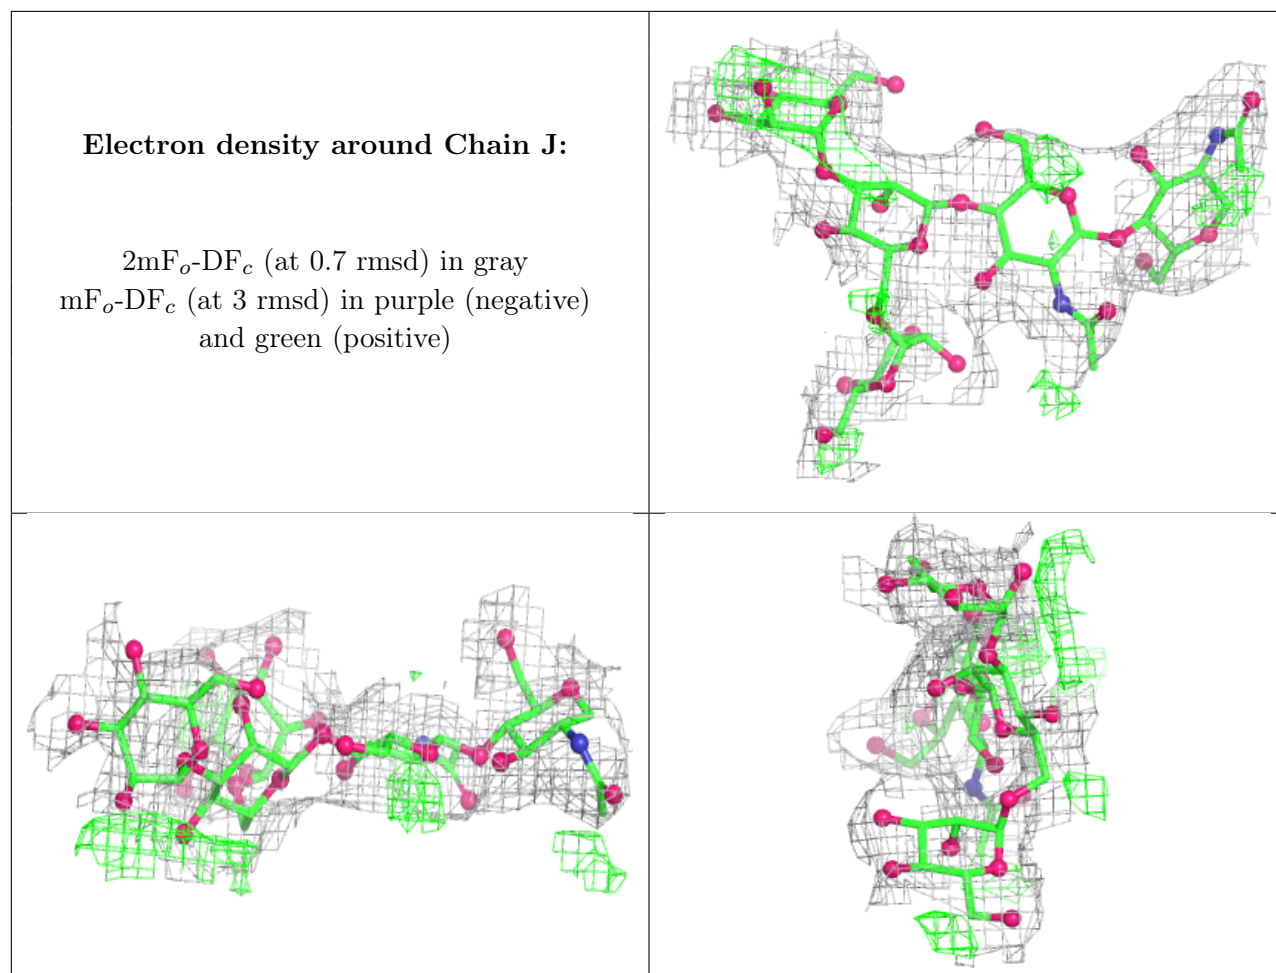 Electron density around Chain J:
2mFₒ-DF𝒸 (at 0.7 rmsd) in gray
mFₒ-DF𝒸 (at 3 rmsd) in purple (negative)
and green (positive)